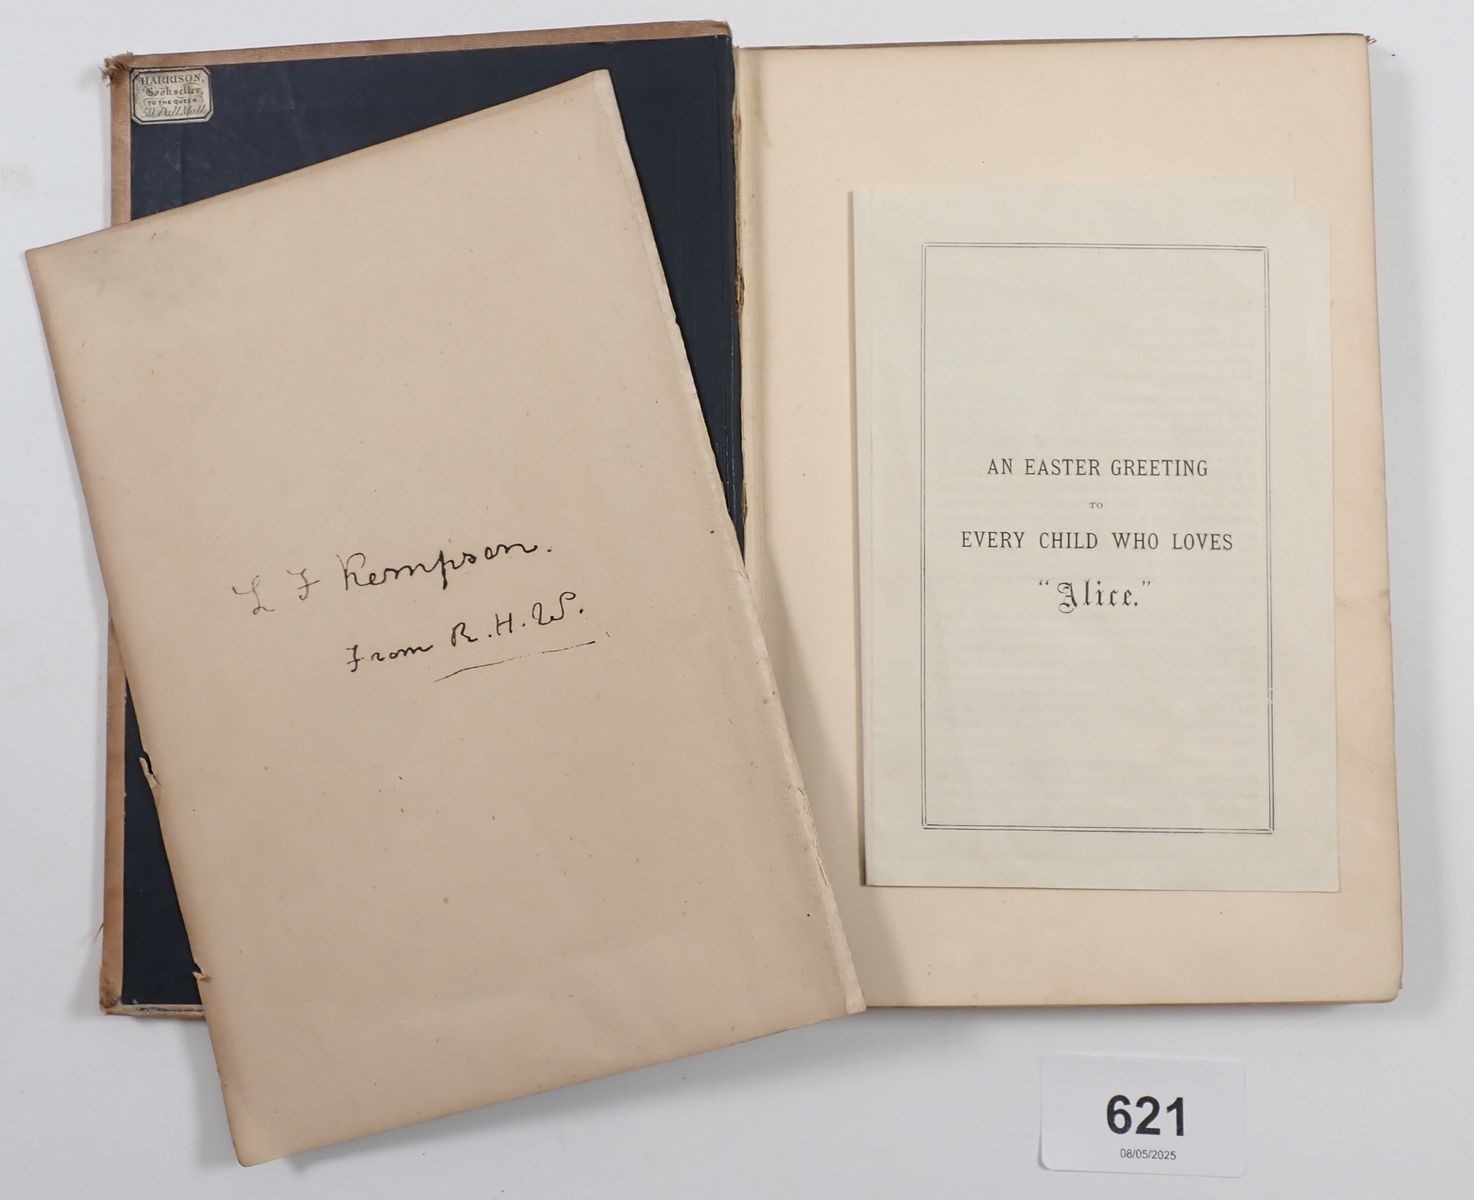 HARRISON,
Bookseller,
TO THE QUEEN.
59, Pall Mall
L F Kempson.
From R.H.W.
AN EASTER GREETING
TO
EVERY CHILD WHO LOVES
"Alice."
621
08/05/2025